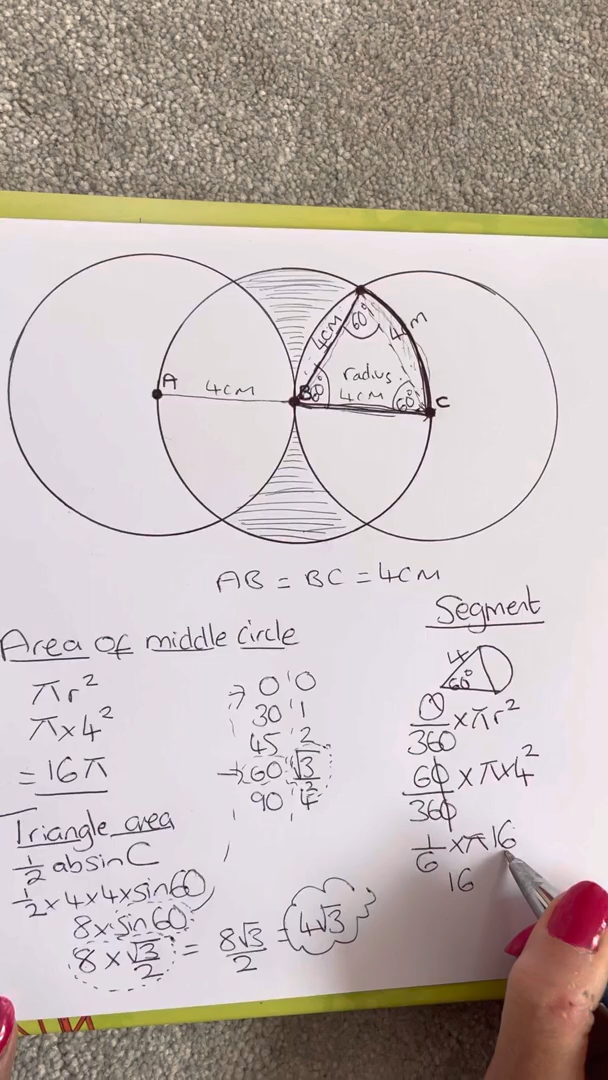 A 4cm B
4cm 60° 4cm
radius
60° 4cm 60° C
AB = BC = 4cm
Area of middle circle
πr²
π×4²
= 16π
0 0
30 1
45 2
60 √3
90 4 2
Triangle area
½absinC
½×4×4×sin60
8×sin60
8×√3/2 = 8√3/2 = 4√3
Segment
4
60°
θ/360 × πr²
60/360 × π×4²
1/6 × π16
16